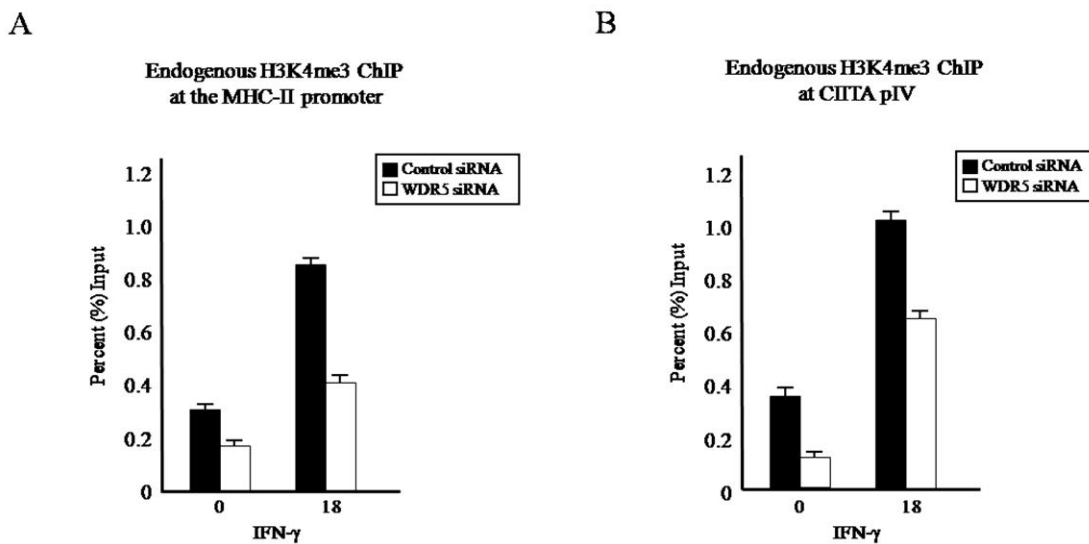 A
Endogenous H3K4me3 ChIP
at the MHC-II promoter
Control siRNA
WDR5 siRNA
Percent (%) Input
1.2
1.0
0.8
0.6
0.4
0.2
0
0
18
IFN-γ
B
Endogenous H3K4me3 ChIP
at CIITA pIV
Control siRNA
WDR5 siRNA
Percent (%) Input
1.2
1.0
0.8
0.6
0.4
0.2
0
0
18
IFN-γ